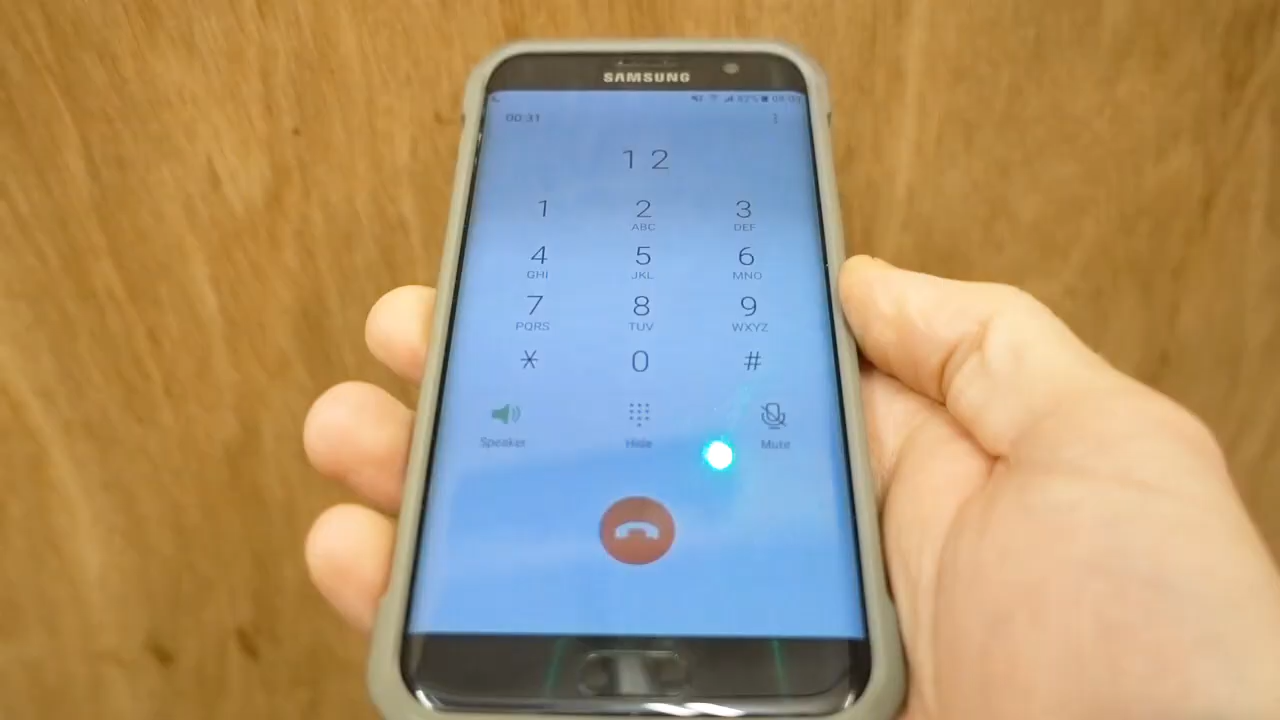 SAMSUNG
00:31
12
1 2 3
ABC DEF
4 5 6
GHI JKL MNO
7 8 9
PQRS TUV WXYZ
* 0 #
Speaker Hide Mute